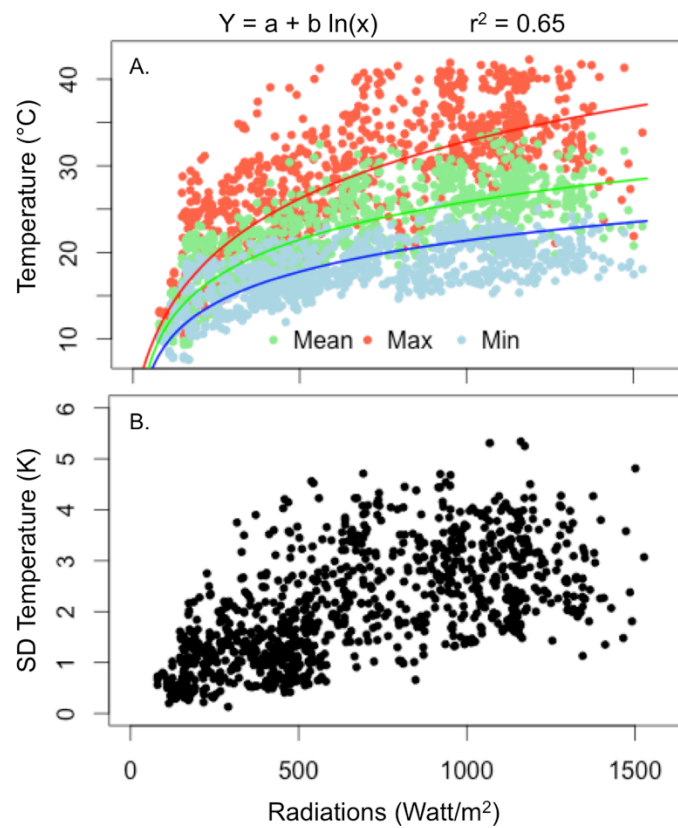 Y = a + b ln(x) r² = 0.65
A.
Temperature (°C)
40
30
20
10
Mean Max Min
B.
SD Temperature (K)
6
5
4
3
2
1
0
0 500 1000 1500
Radiations (Watt/m²)